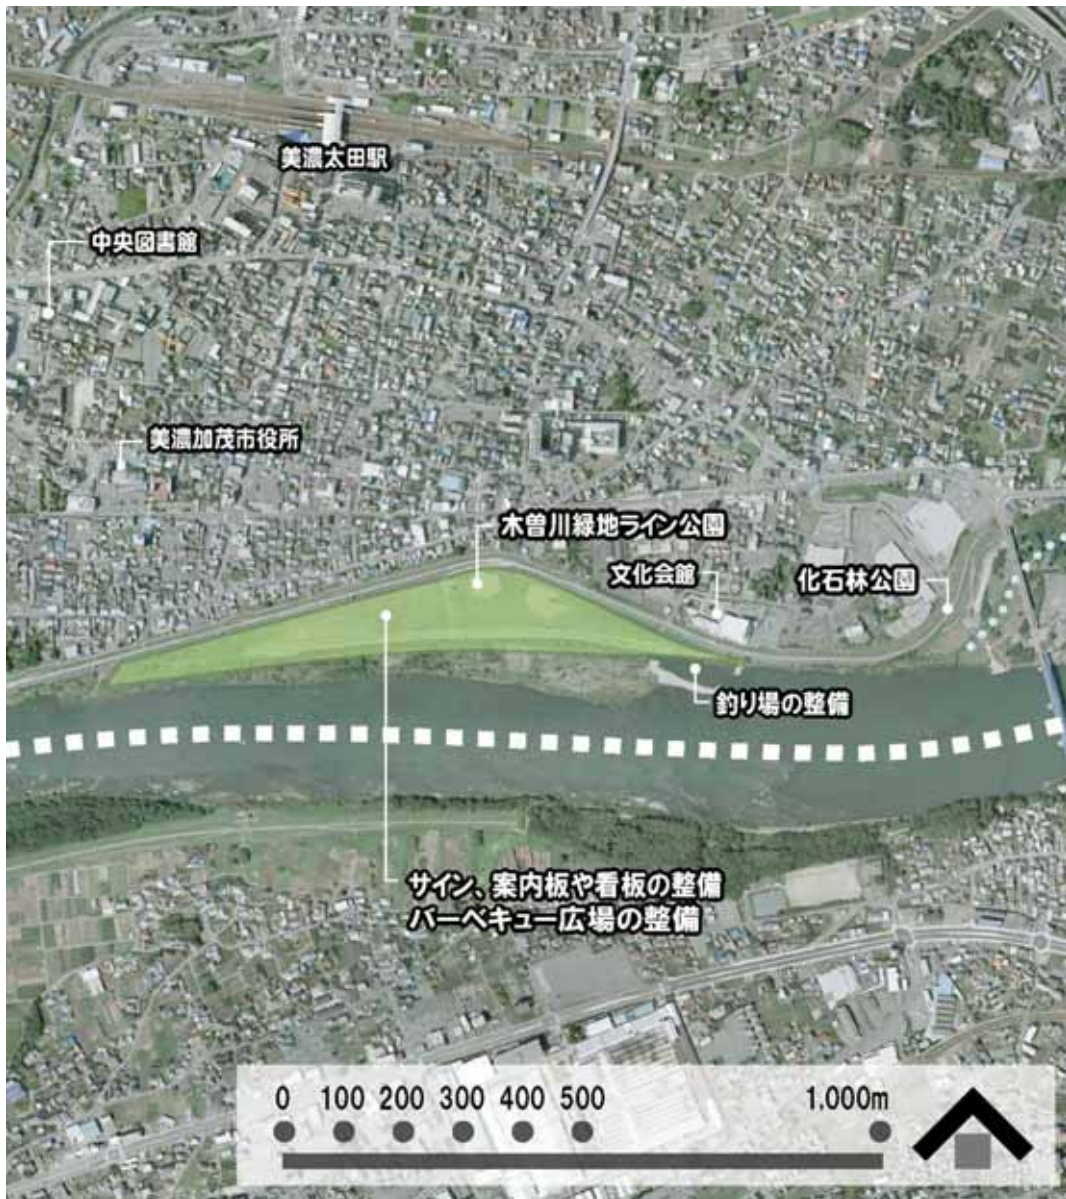 美濃太田駅
中央図書館
美濃加茂市役所
木曽川緑地ライン公園
文化会館
化石林公園
釣り場の整備
サイン、案内板や看板の整備
バーベキュー広場の整備
0 100 200 300 400 500 1.000m